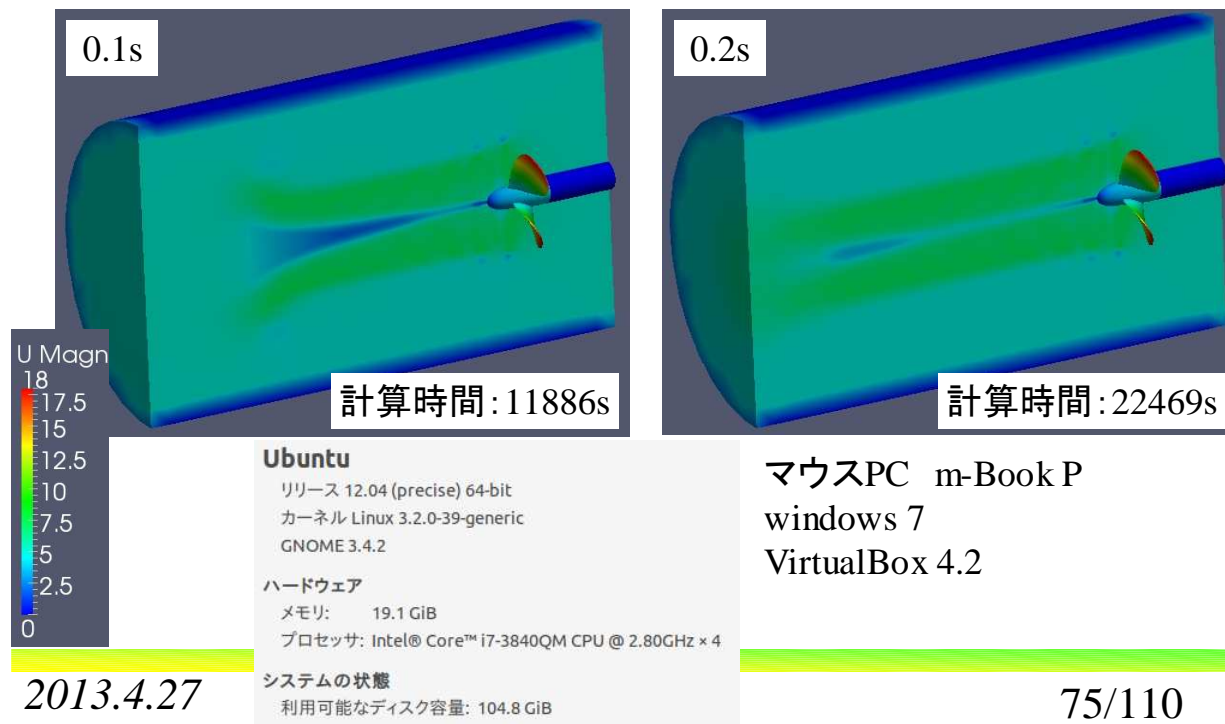 0.1s
0.2s
計算時間：11886s
計算時間：22469s
U Magn
18
17.5
15
12.5
10
7.5
5
2.5
0
Ubuntu
リリース 12.04 (precise) 64-bit
カーネル Linux 3.2.0-39-generic
GNOME 3.4.2
ハードウェア
メモリ: 19.1 GiB
プロセッサ: Intel® Core™ i7-3840QM CPU @ 2.80GHz × 4
システムの状態
利用可能なディスク容量: 104.8 GiB
マウスPC m-Book P
windows 7
VirtualBox 4.2
2013.4.27
75/110